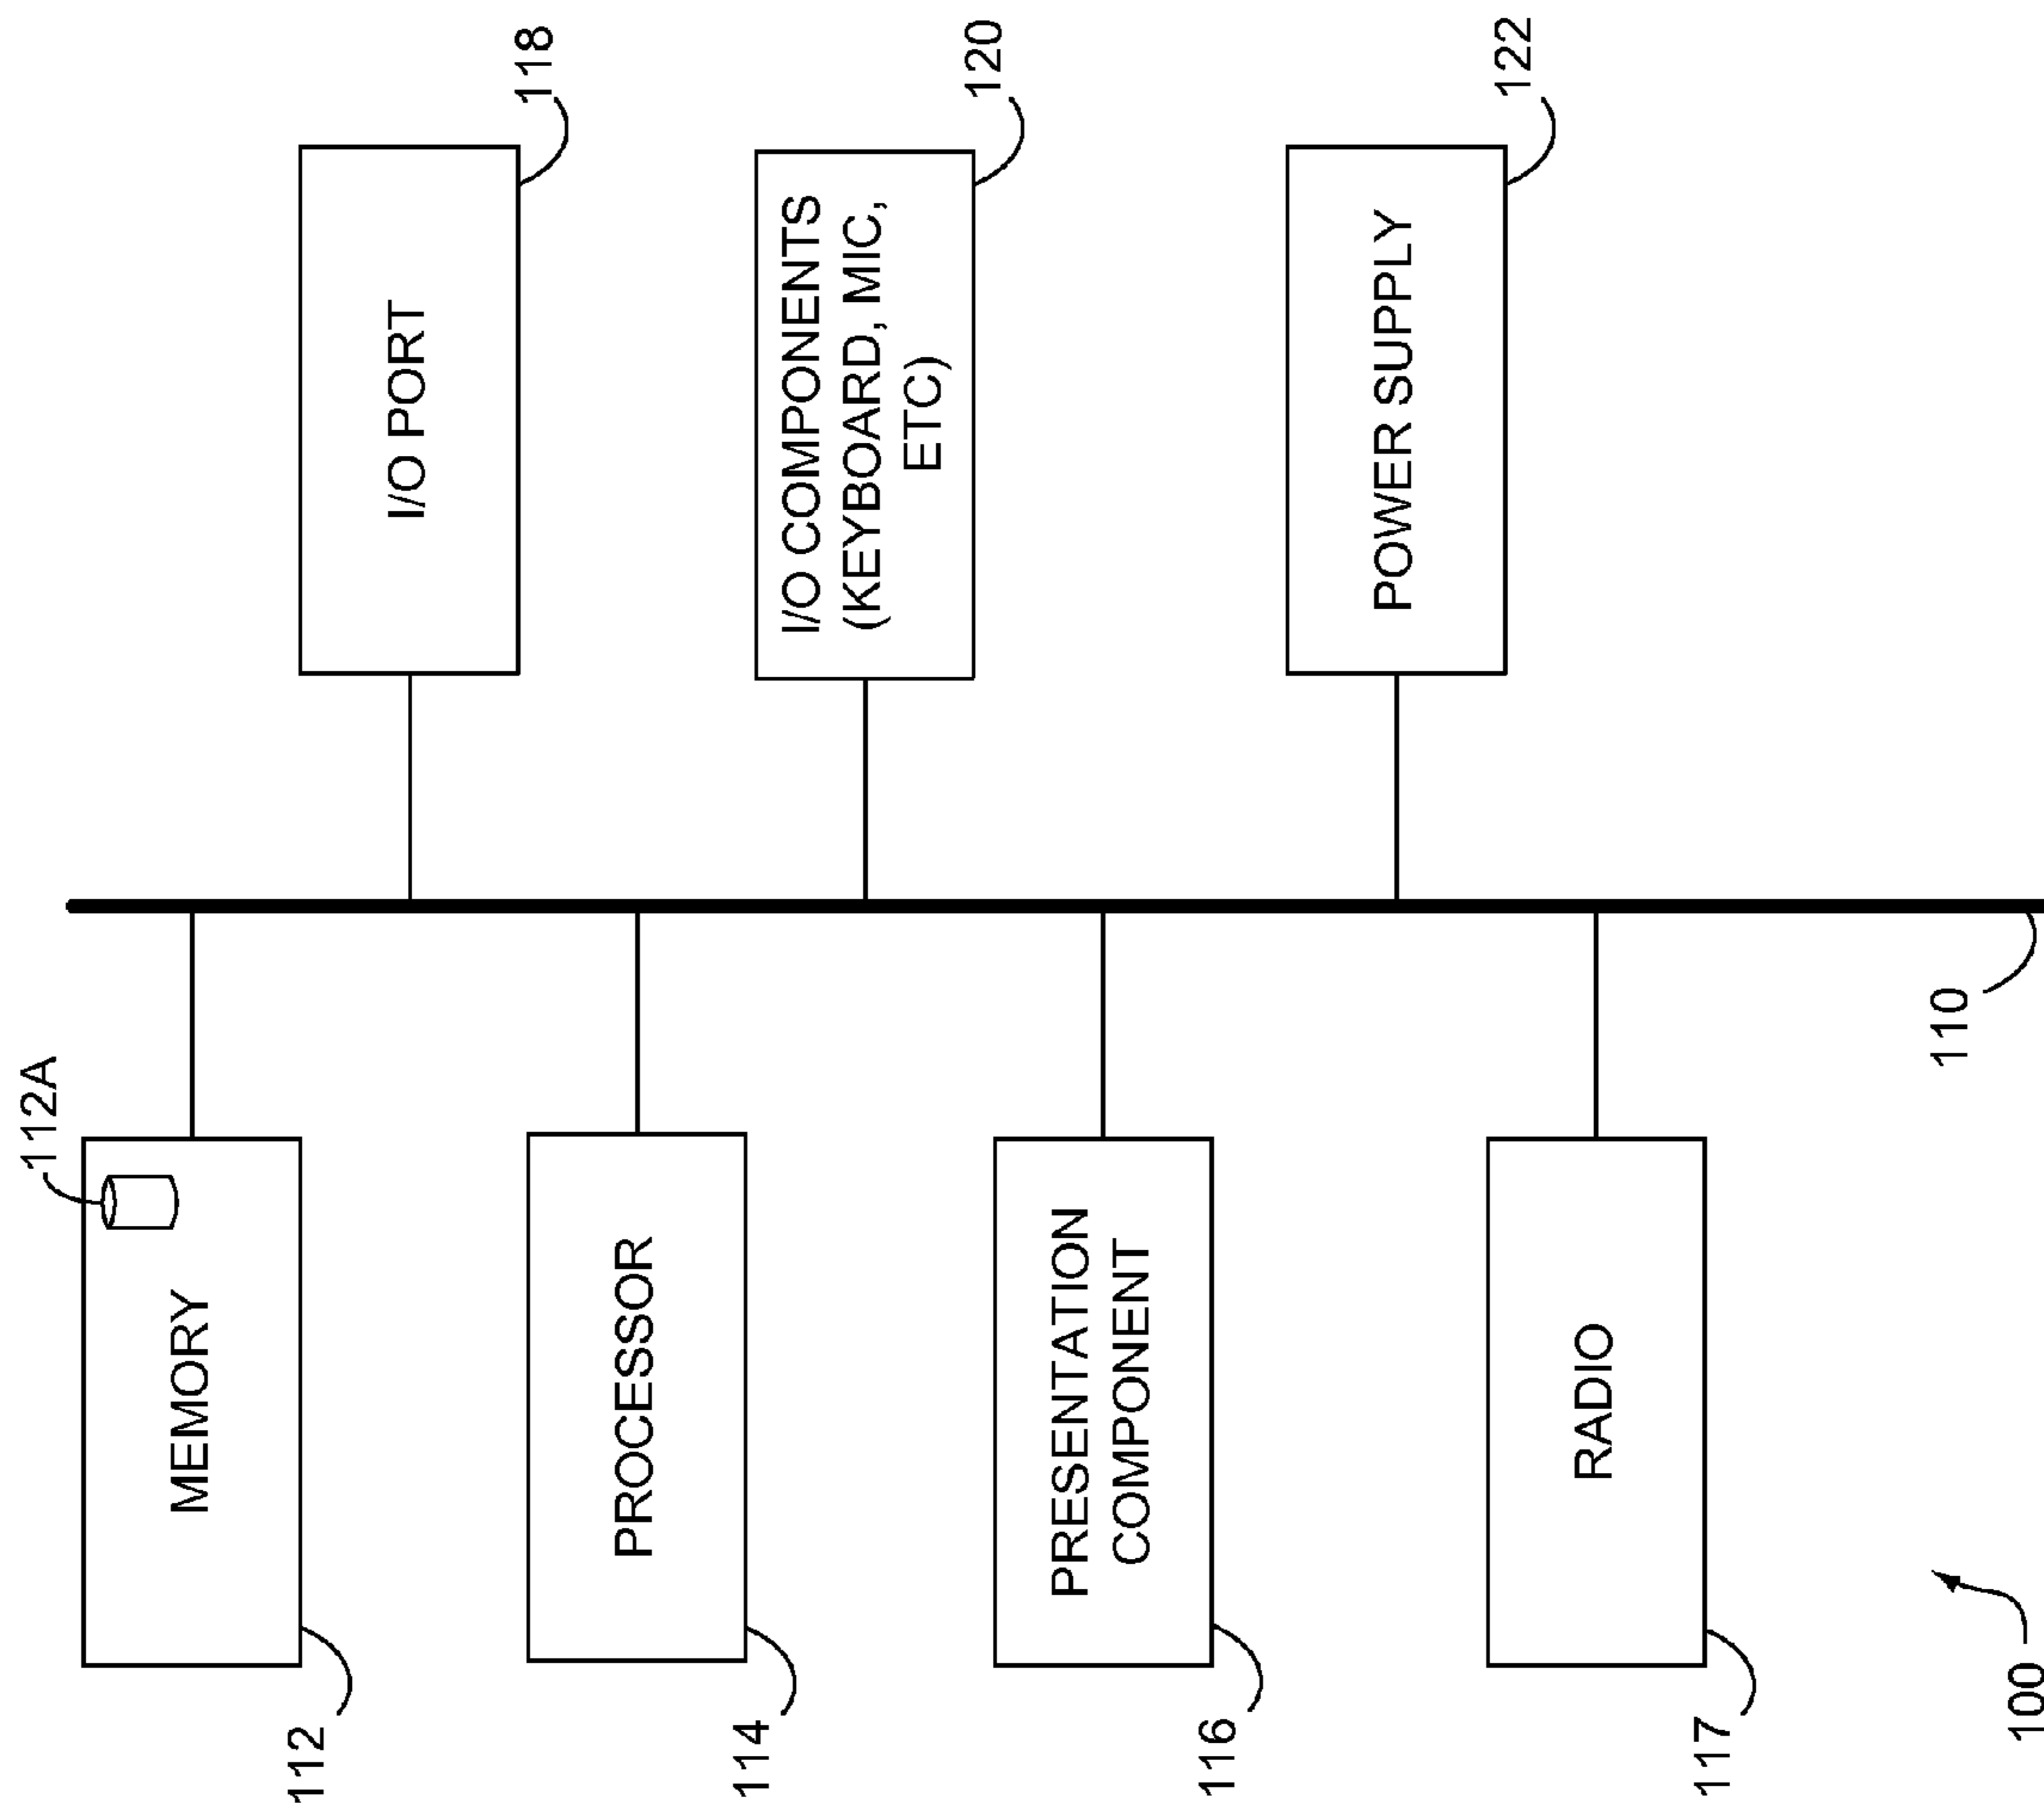 112A
MEMORY
112
I/O PORT
118
PROCESSOR
114
I/O COMPONENTS
(KEYBOARD, MIC,
ETC)
120
PRESENTATION
COMPONENT
116
POWER SUPPLY
122
RADIO
117
110
100